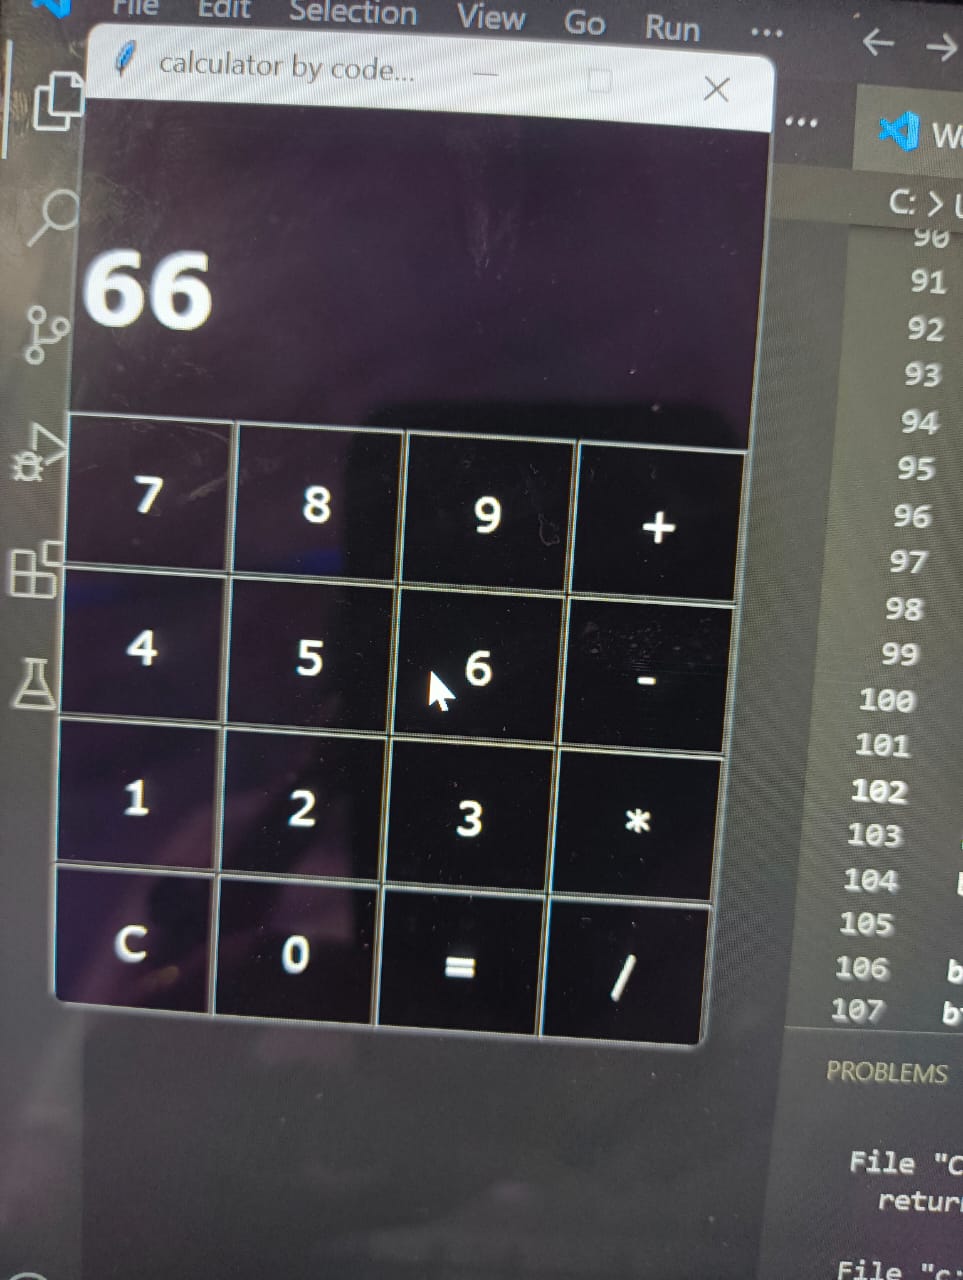 File Edit Selection View Go Run ...
calculator by code...
...
C: >
66
7 8 9 +
4 5 6 -
1 2 3 *
C 0 = /
90
91
92
93
94
95
96
97
98
99
100
101
102
103
104
105
106
107
PROBLEMS
File "C
return
File "c: